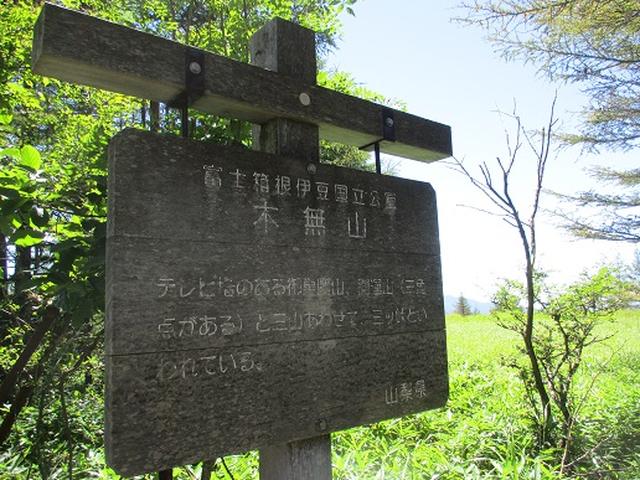 富士箱根伊豆国立公園
木無山
テレビ塔のある御巣鷹山、開運山（三角
点がある）と三山あわせて、三ッ峠とい
われている。
山梨県